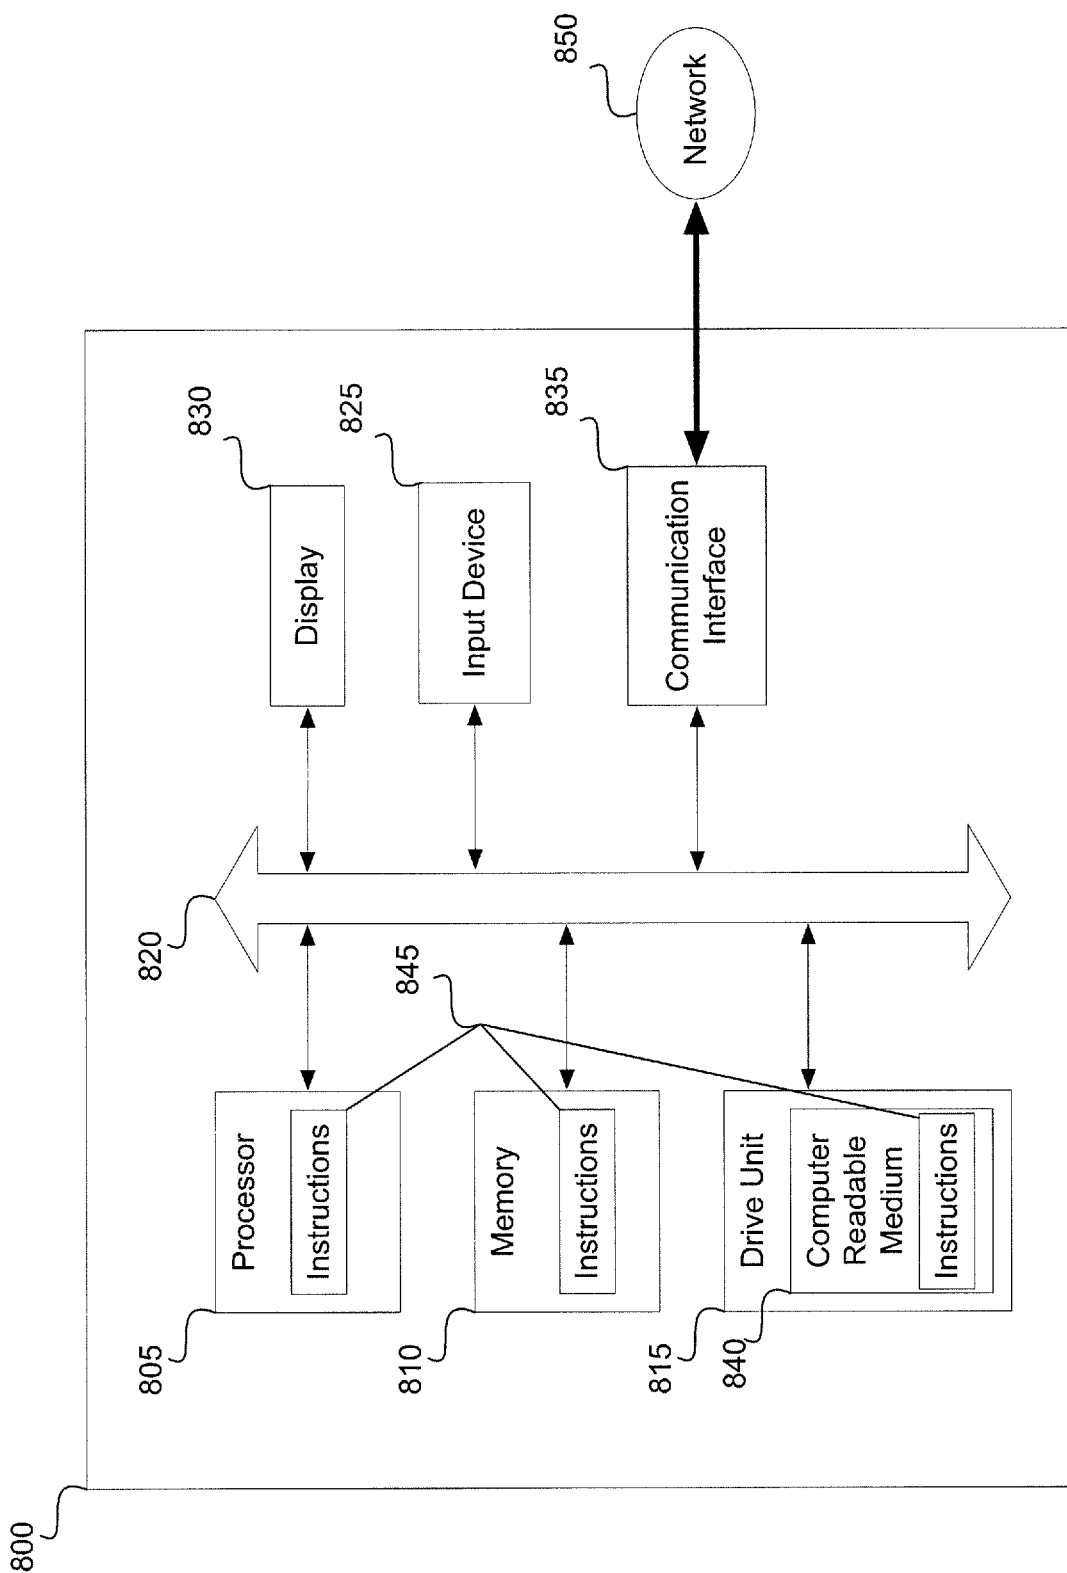 800
805
Processor
Instructions
810
Memory
Instructions
815
Drive Unit
840
Computer
Readable
Medium
Instructions
845
820
830
Display
825
Input Device
835
Communication
Interface
850
Network